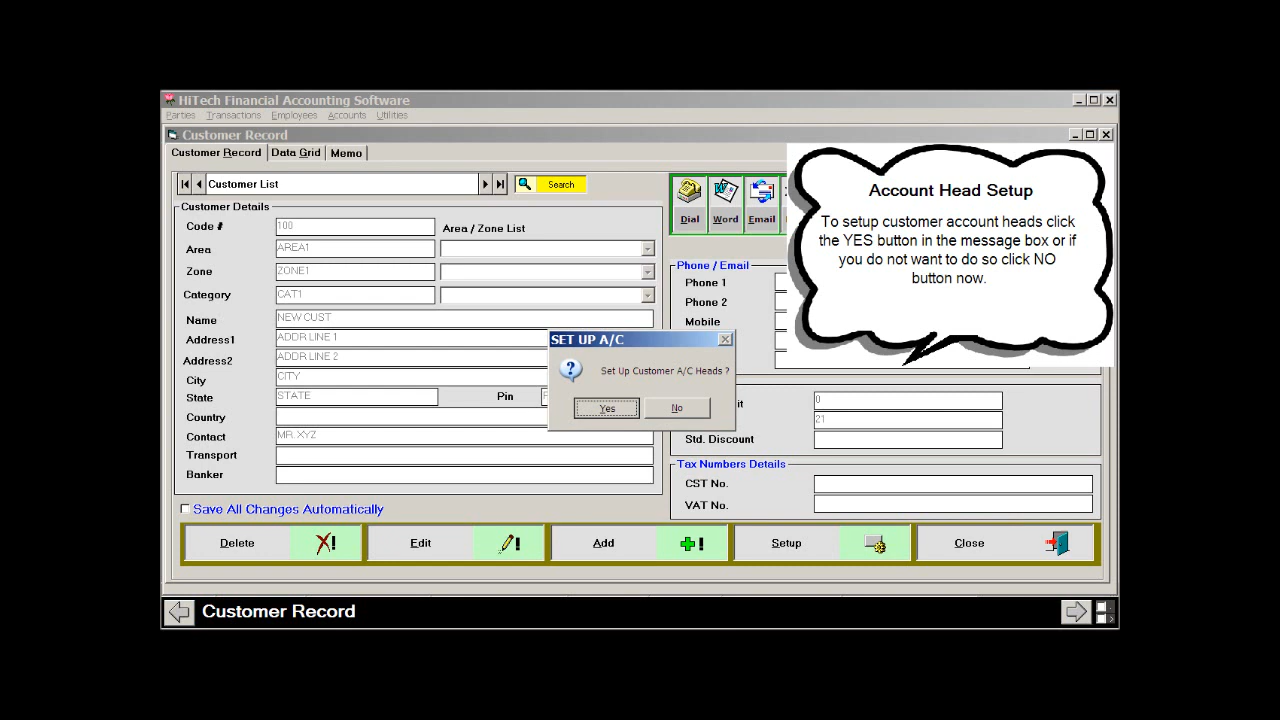 HiTech Financial Accounting Software
Parties Transactions Employees Accounts Utilities
Customer Record
Customer Record Data Grid Memo
Customer List
Search
Dial Word Email
Account Head Setup
To setup customer account heads click
the YES button in the message box or if
you do not want to do so click NO
button now.
Customer Details
Code # 100
Area / Zone List
Area AREA1
Zone ZONE1
Category CAT1
Name NEW CUST
Address1 ADDR LINE 1
Address2 ADDR LINE 2
City CITY
State STATE Pin
Country
Contact MR. XYZ
Transport
Banker
Phone / Email
Phone 1
Phone 2
Mobile
SET UP A/C
Set Up Customer A/C Heads ?
Yes No
0
21
Std. Discount
Tax Numbers Details
CST No.
VAT No.
Save All Changes Automatically
Delete Edit Add Setup Close
Customer Record